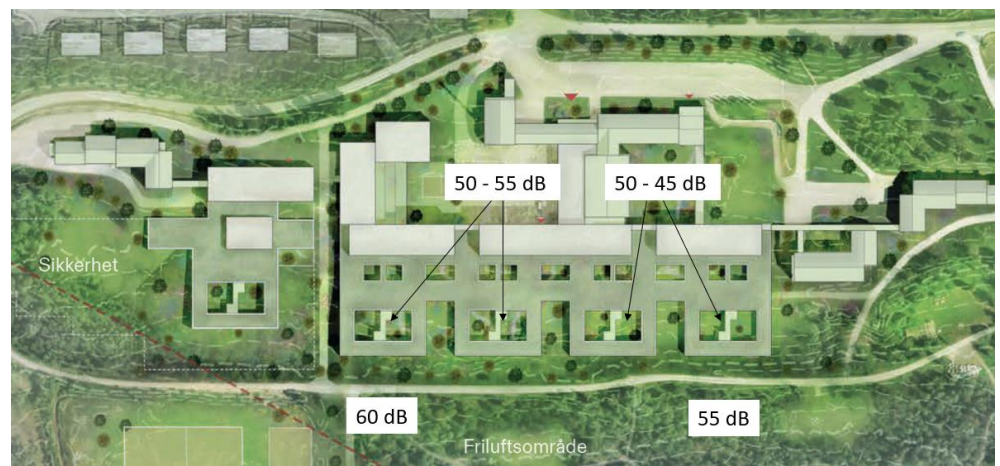 50 - 55 dB
50 - 45 dB
Sikkerhet
60 dB
55 dB
Friluftsområde